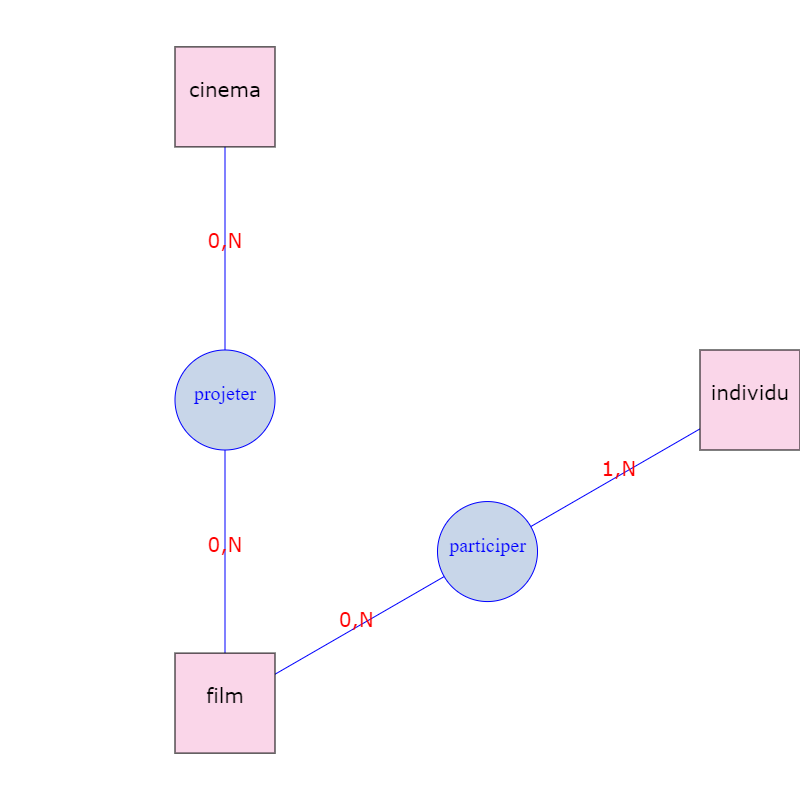 cinema
0,N
projeter
individu
1,N
0,N
participer
0,N
film